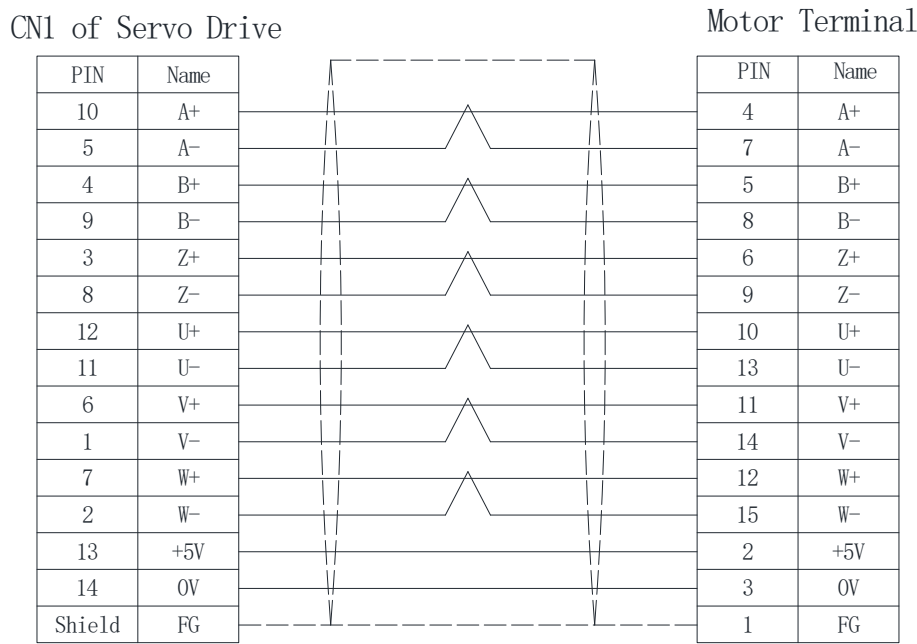 CN1 of Servo Drive Motor Terminal
PIN Name PIN Name
10 A+ 4 A+
5 A- 7 A-
4 B+ 5 B+
9 B- 8 B-
3 Z+ 6 Z+
8 Z- 9 Z-
12 U+ 10 U+
11 U- 13 U-
6 V+ 11 V+
1 V- 14 V-
7 W+ 12 W+
2 W- 15 W-
13 +5V 2 +5V
14 0V 3 0V
Shield FG 1 FG